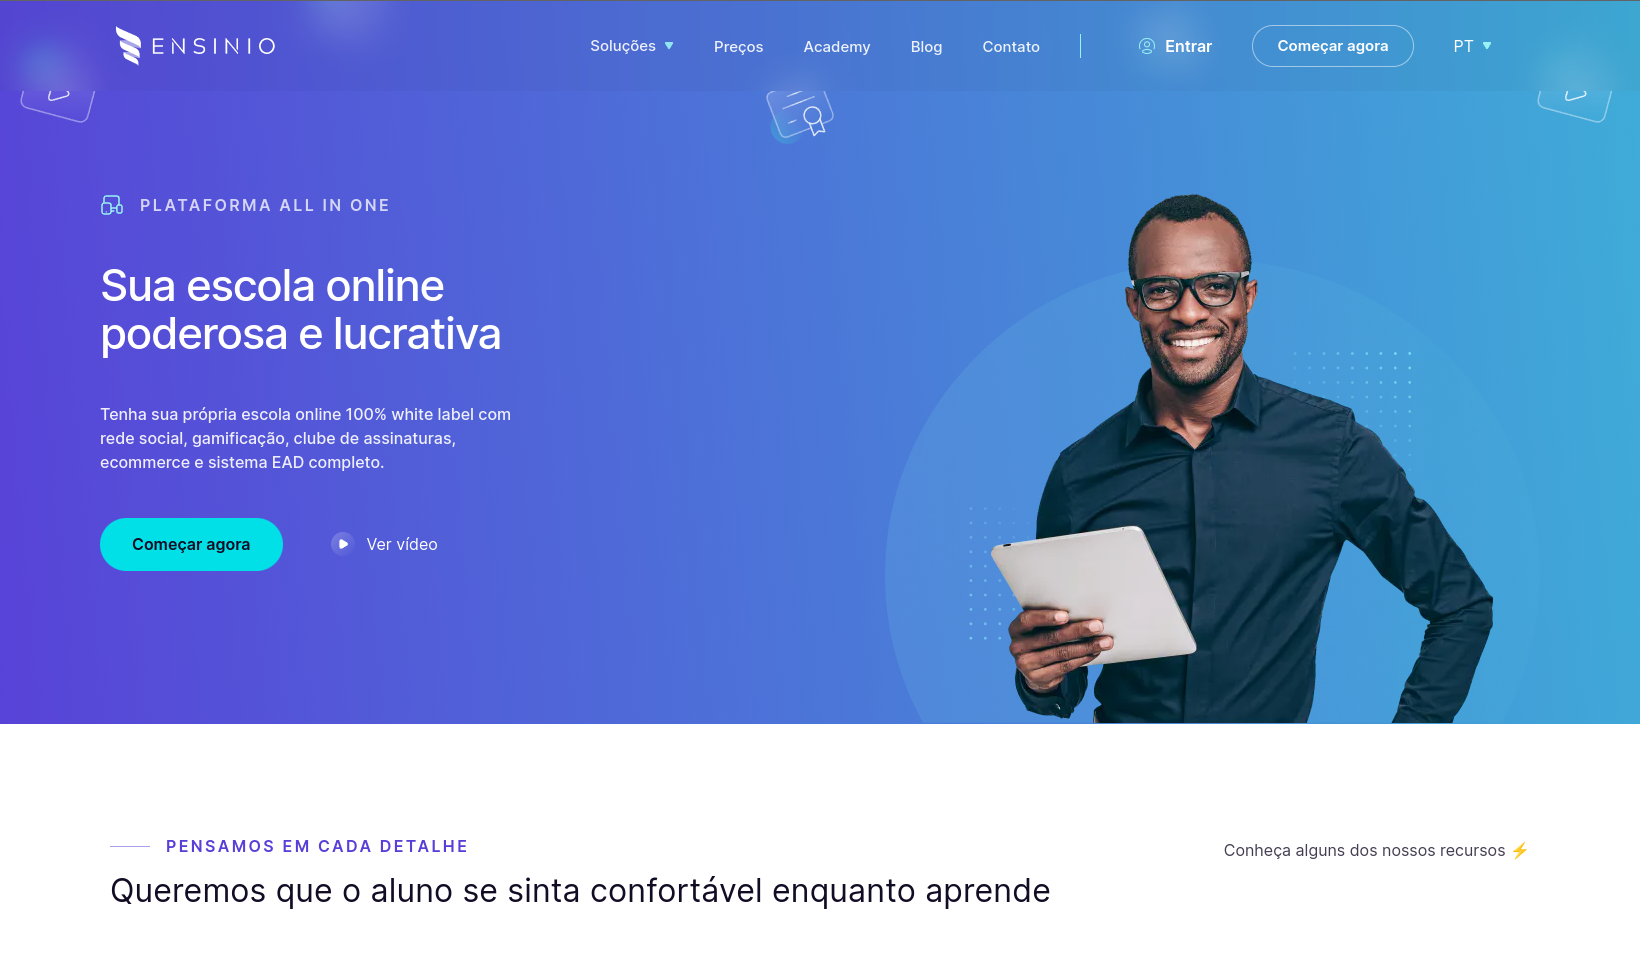 ENSINIO
Soluções
Preços
Academy
Blog
Contato
Entrar
Começar agora
PT
PLATAFORMA ALL IN ONE
Sua escola online
poderosa e lucrativa
Tenha sua própria escola online 100% white label com
rede social, gamificação, clube de assinaturas,
ecommerce e sistema EAD completo.
Começar agora
Ver vídeo
PENSAMOS EM CADA DETALHE
Queremos que o aluno se sinta confortável enquanto aprende
Conheça alguns dos nossos recursos ⚡